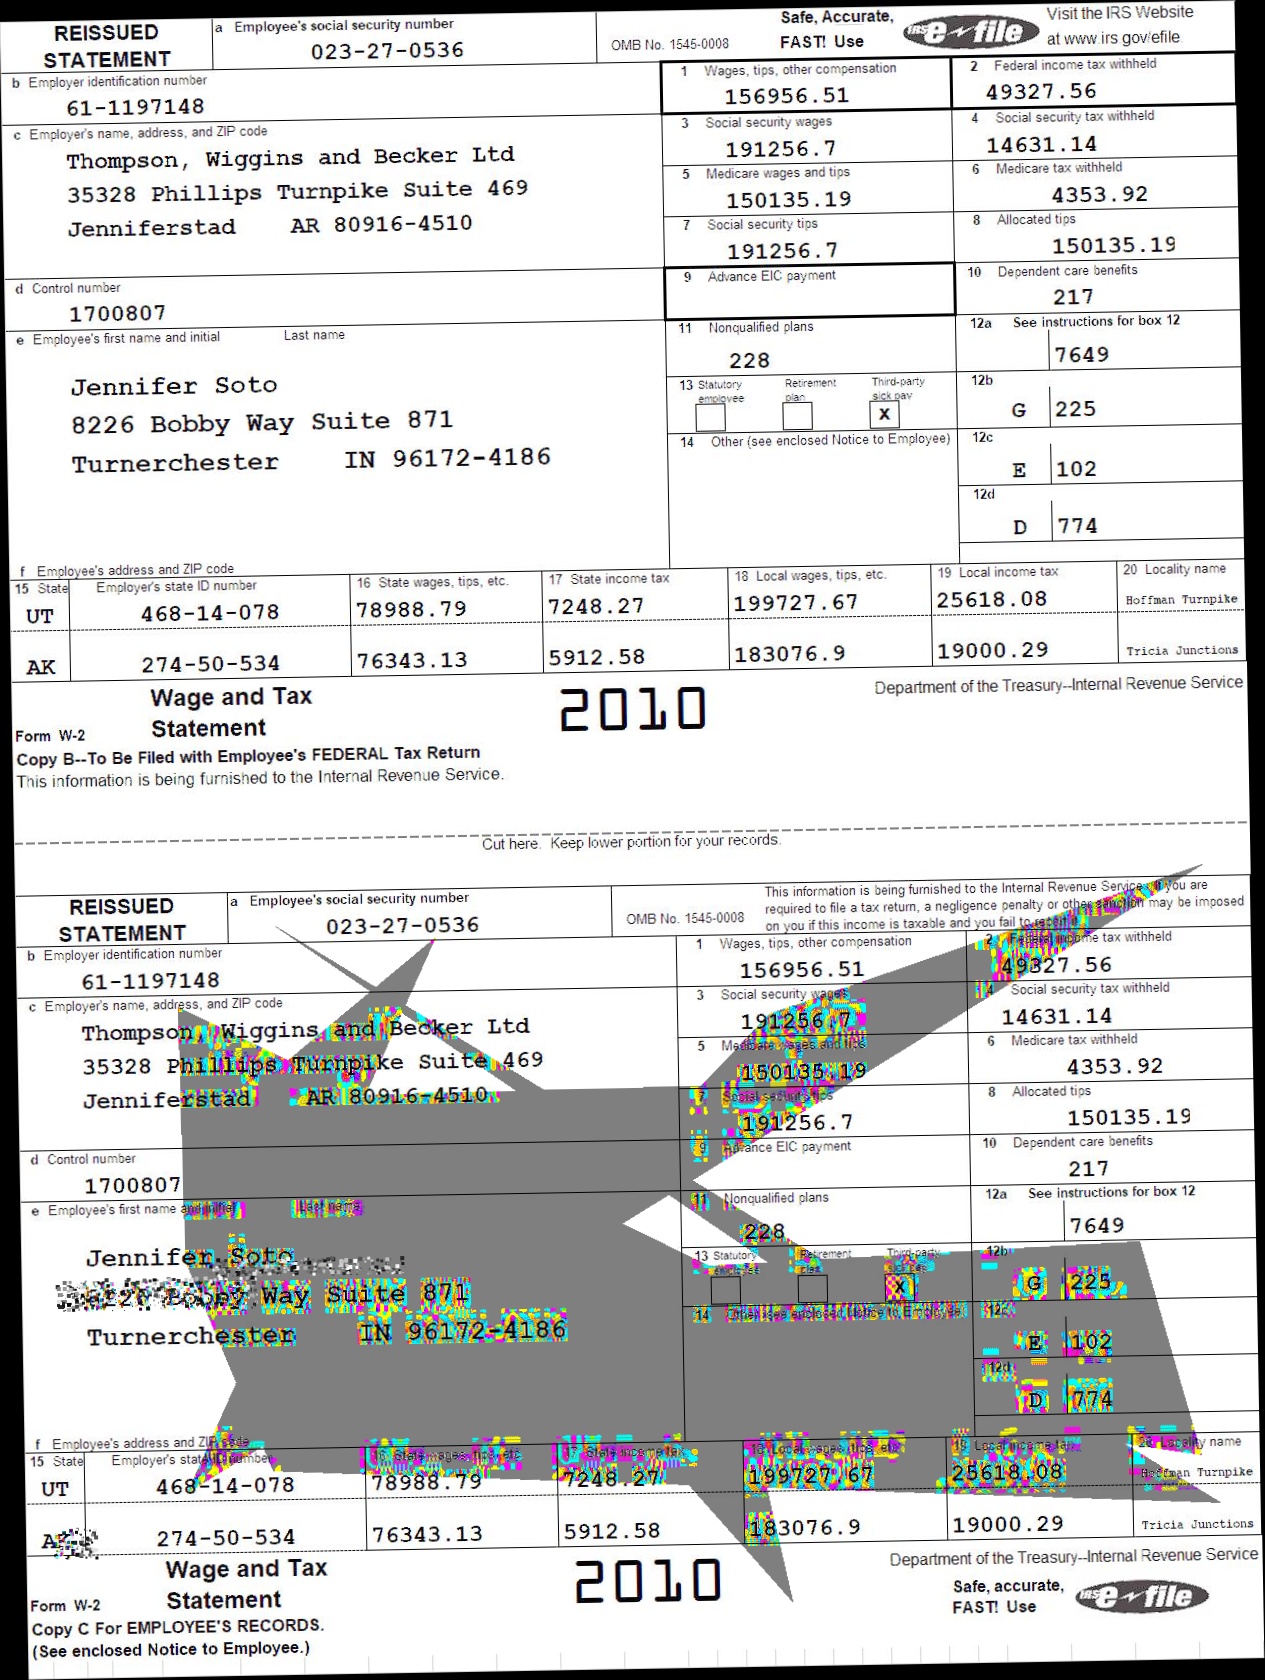 REISSUED STATEMENT
a Employee's social security number
023-27-0536
OMB No. 1545-0008
Safe, Accurate, FAST! Use
IRS e-file
Visit the IRS Website at www.irs.gov/efile
b Employer identification number
61-1197148
1 Wages, tips, other compensation
156956.51
2 Federal income tax withheld
49327.56
c Employer's name, address, and ZIP code
Thompson, Wiggins and Becker Ltd
35328 Phillips Turnpike Suite 469
Jenniferstad AR 80916-4510
3 Social security wages
191256.7
4 Social security tax withheld
14631.14
5 Medicare wages and tips
150135.19
6 Medicare tax withheld
4353.92
7 Social security tips
191256.7
8 Allocated tips
150135.19
d Control number
1700807
9 Advance EIC payment
10 Dependent care benefits
217
e Employee's first name and initial Last name
Jennifer Soto
8226 Bobby Way Suite 871
Turnerchester IN 96172-4186
11 Nonqualified plans
228
12a See instructions for box 12
7649
13 Statutory employee Retirement plan Third-party sick pay
X
12b
G 225
14 Other (see enclosed Notice to Employee)
12c
E 102
12d
D 774
f Employee's address and ZIP code
15 State Employer's state ID number 16 State wages, tips, etc. 17 State income tax 18 Local wages, tips, etc. 19 Local income tax 20 Locality name
UT 468-14-078 78988.79 7248.27 199727.67 25618.08 Hoffman Turnpike
AK 274-50-534 76343.13 5912.58 183076.9 19000.29 Tricia Junctions
Form W-2 Wage and Tax Statement
2010
Department of the Treasury--Internal Revenue Service
Copy B--To Be Filed with Employee's FEDERAL Tax Return
This information is being furnished to the Internal Revenue Service.
Cut here. Keep lower portion for your records.
REISSUED STATEMENT
a Employee's social security number
023-27-0536
OMB No. 1545-0008
This information is being furnished to the Internal Revenue Service. If you are
required to file a tax return, a negligence penalty or other sanction may be imposed
on you if this income is taxable and you fail to report it.
b Employer identification number
61-1197148
1 Wages, tips, other compensation
156956.51
2 Federal income tax withheld
49327.56
c Employer's name, address, and ZIP code
Thompson, Wiggins and Becker Ltd
35328 Phillips Turnpike Suite 469
Jenniferstad AR 80916-4510
3 Social security wages
191256.7
4 Social security tax withheld
14631.14
5 Medicare wages and tips
150135.19
6 Medicare tax withheld
4353.92
7 Social security tips
191256.7
8 Allocated tips
150135.19
d Control number
1700807
9 Advance EIC payment
10 Dependent care benefits
217
e Employee's first name and initial Last name
Jennifer Soto
8226 Bobby Way Suite 871
Turnerchester IN 96172-4186
11 Nonqualified plans
228
12a See instructions for box 12
7649
13 Statutory employee Retirement plan Third-party sick pay
X
12b
G 225
14 Other (see enclosed Notice to Employee)
12c
E 102
12d
D 774
f Employee's address and ZIP code
15 State Employer's state ID number 16 State wages, tips, etc. 17 State income tax 18 Local wages, tips, etc. 19 Local income tax 20 Locality name
UT 468-14-078 78988.79 7248.27 199727.67 25618.08 Hoffman Turnpike
274-50-534 76343.13 5912.58 183076.9 19000.29 Tricia Junctions
Form W-2 Wage and Tax Statement
2010
Department of the Treasury--Internal Revenue Service
Safe, accurate, FAST! Use
IRS e-file
Copy C For EMPLOYEE'S RECORDS.
(See enclosed Notice to Employee.)